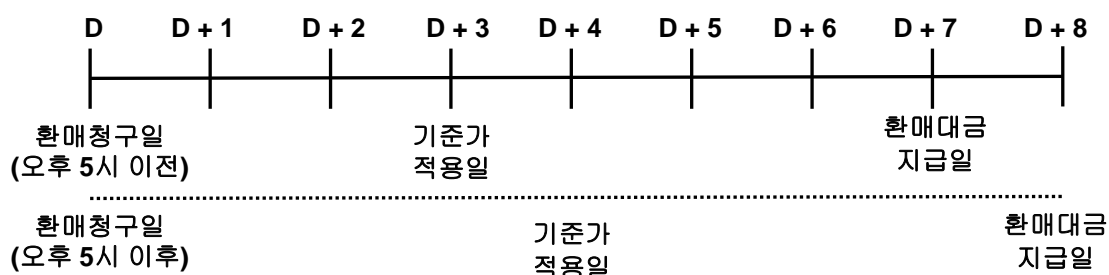 D D + 1 D + 2 D + 3 D + 4 D + 5 D + 6 D + 7 D + 8
환매청구일
(오후 5시 이전)
기준가
적용일
환매대금
지급일
환매청구일
(오후 5시 이후)
기준가
적용일
환매대금
지급일